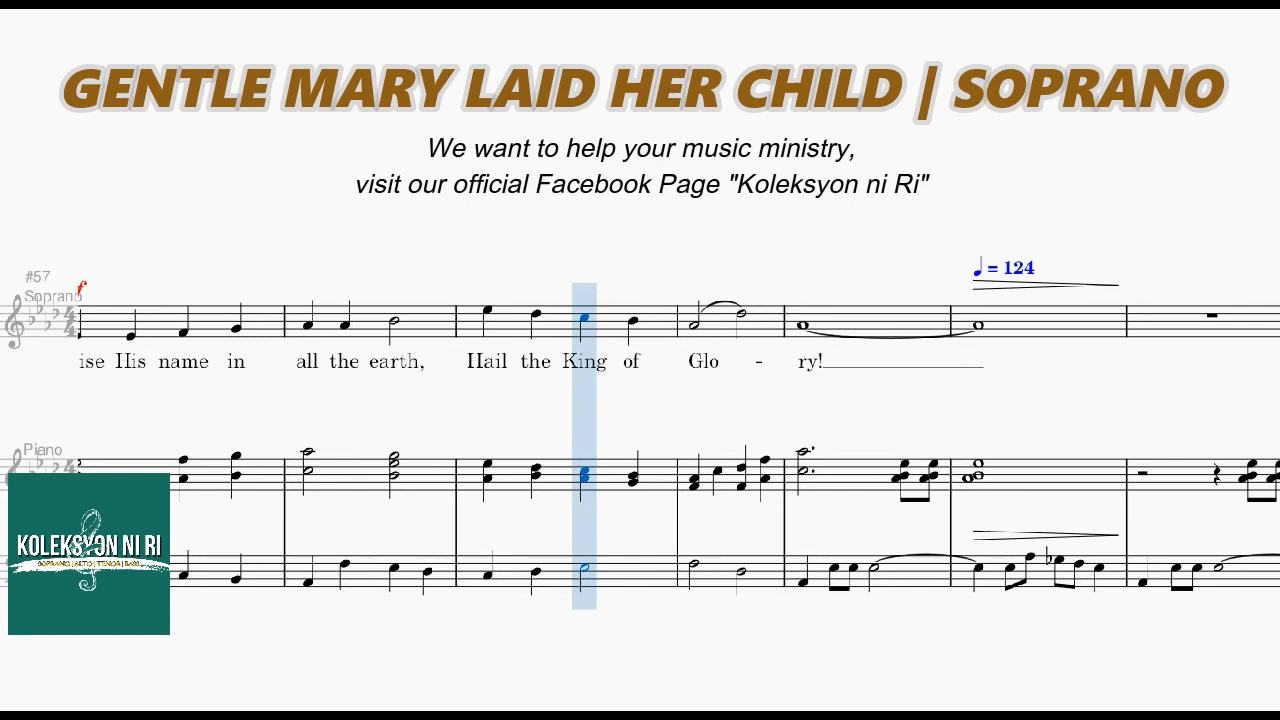 GENTLE MARY LAID HER CHILD | SOPRANO
We want to help your music ministry,
visit our official Facebook Page "Koleksyon ni Ri"
♩ = 124
#57
Soprano
f
ise His name in all the earth, Hail the King of Glo - ry!
Piano
KOLEKSYON NI RI
SOPRANO | ALTO | TENOR | BASS